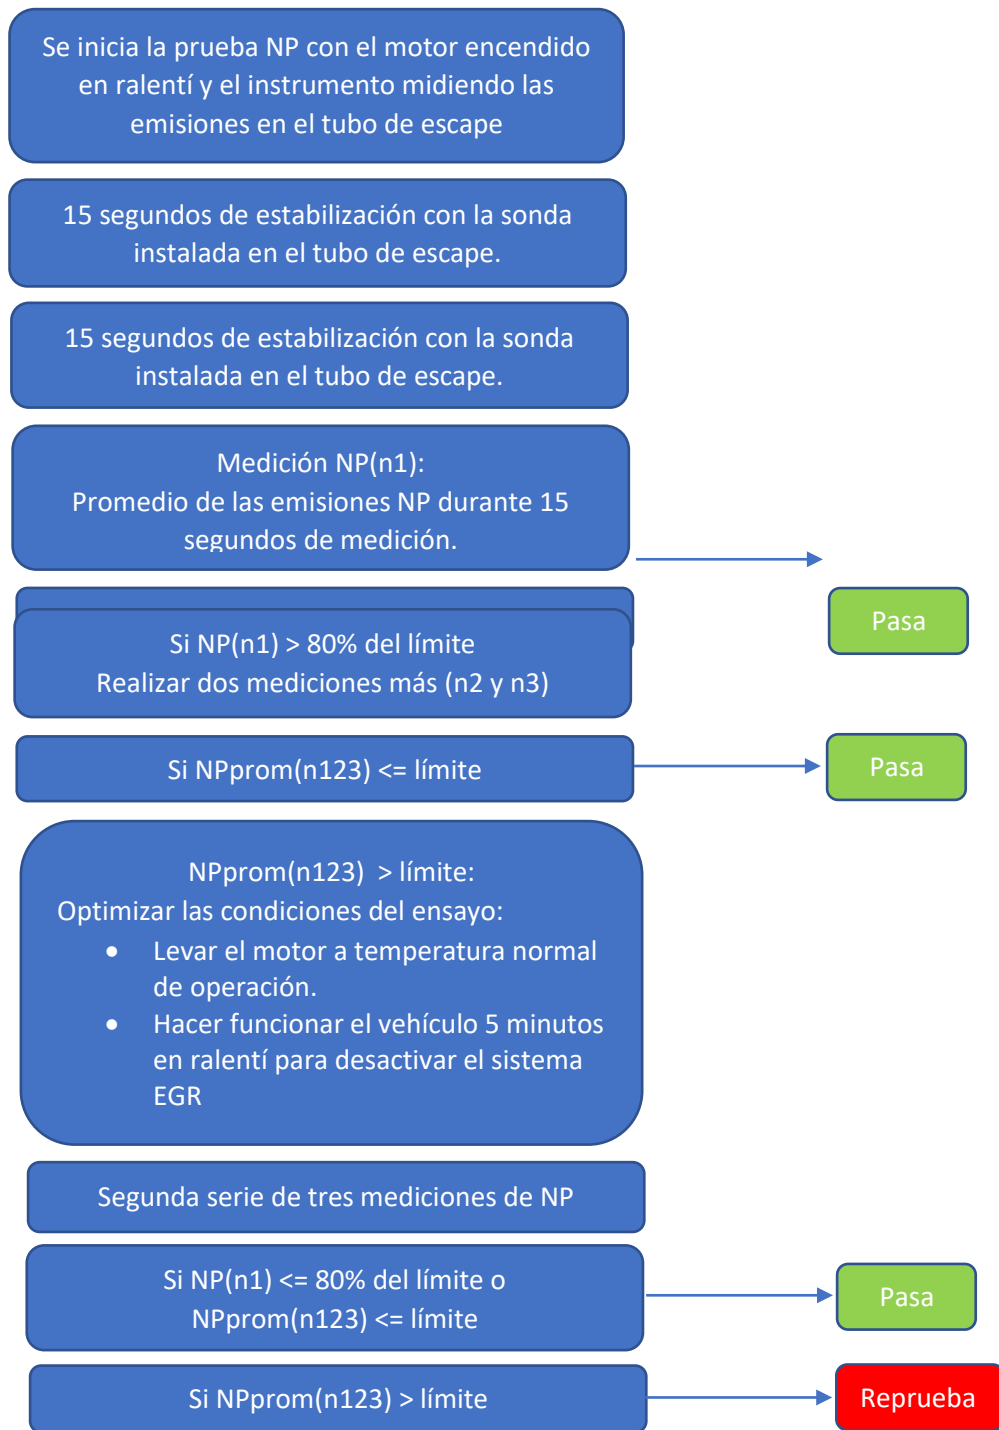 Se inicia la prueba NP con el motor encendido
en ralentí y el instrumento midiendo las
emisiones en el tubo de escape
15 segundos de estabilización con la sonda
instalada en el tubo de escape.
15 segundos de estabilización con la sonda
instalada en el tubo de escape.
Medición NP(n1):
Promedio de las emisiones NP durante 15
segundos de medición.
Pasa
Si NP(n1) > 80% del límite
Realizar dos mediciones más (n2 y n3)
Si NPprom(n123) <= límite
Pasa
NPprom(n123) > límite:
Optimizar las condiciones del ensayo:
• Levar el motor a temperatura normal
de operación.
• Hacer funcionar el vehículo 5 minutos
en ralentí para desactivar el sistema
EGR
Segunda serie de tres mediciones de NP
Si NP(n1) <= 80% del límite o
NPprom(n123) <= límite
Pasa
Si NPprom(n123) > límite
Reprueba